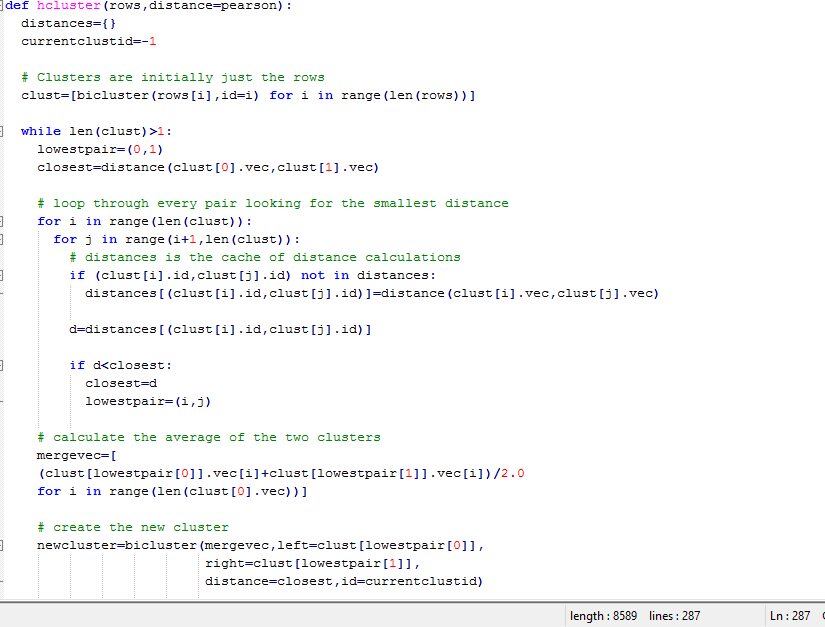 def hcluster(rows,distance=pearson):
  distances={}
  currentclustid=-1
  # Clusters are initially just the rows
  clust=[bicluster(rows[i],id=i) for i in range(len(rows))]
  while len(clust)>1:
    lowestpair=(0,1)
    closest=distance(clust[0].vec,clust[1].vec)
    # loop through every pair looking for the smallest distance
    for i in range(len(clust)):
      for j in range(i+1,len(clust)):
        # distances is the cache of distance calculations
        if (clust[i].id,clust[j].id) not in distances:
          distances[(clust[i].id,clust[j].id)]=distance(clust[i].vec,clust[j].vec)
        d=distances[(clust[i].id,clust[j].id)]
        if d<closest:
          closest=d
          lowestpair=(i,j)
    # calculate the average of the two clusters
    mergevec=[
    (clust[lowestpair[0]].vec[i]+clust[lowestpair[1]].vec[i])/2.0
    for i in range(len(clust[0].vec))]
    # create the new cluster
    newcluster=bicluster(mergevec,left=clust[lowestpair[0]],
                         right=clust[lowestpair[1]],
                         distance=closest,id=currentclustid)
length : 8589 lines : 287 Ln : 287